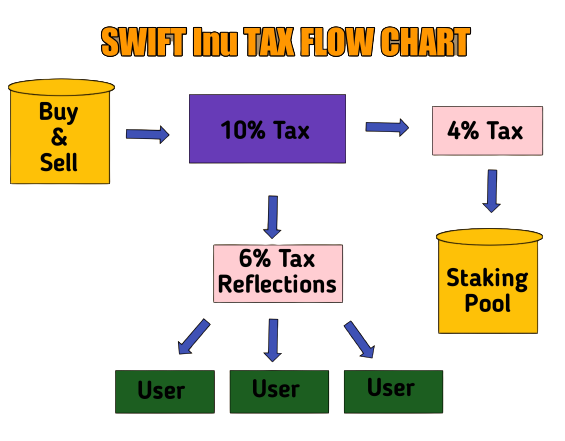 SWIFT Inu TAX FLOW CHART
Buy
&
Sell
10% Tax
4% Tax
6% Tax
Reflections
Staking
Pool
User
User
User